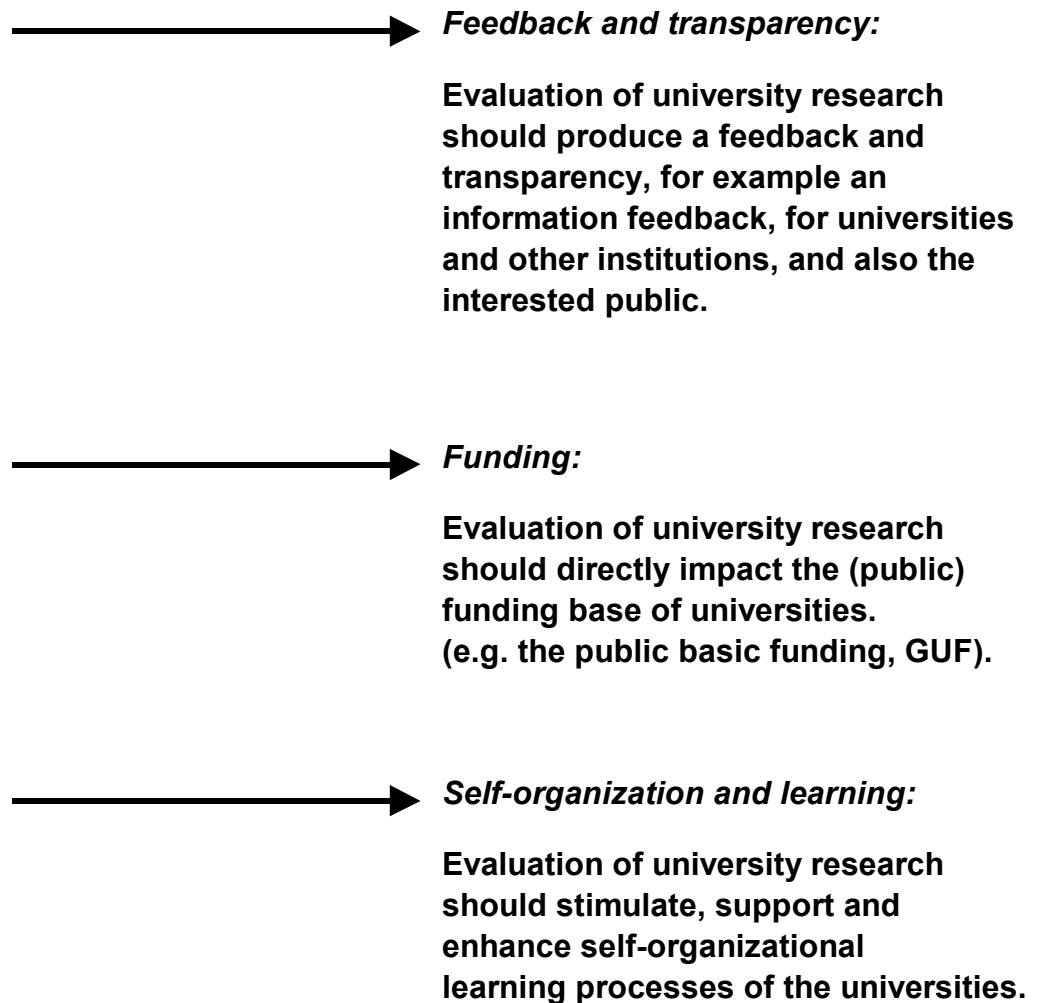 Feedback and transparency:
Evaluation of university research
should produce a feedback and
transparency, for example an
information feedback, for universities
and other institutions, and also the
interested public.
Funding:
Evaluation of university research
should directly impact the (public)
funding base of universities.
(e.g. the public basic funding, GUF).
Self-organization and learning:
Evaluation of university research
should stimulate, support and
enhance self-organizational
learning processes of the universities.